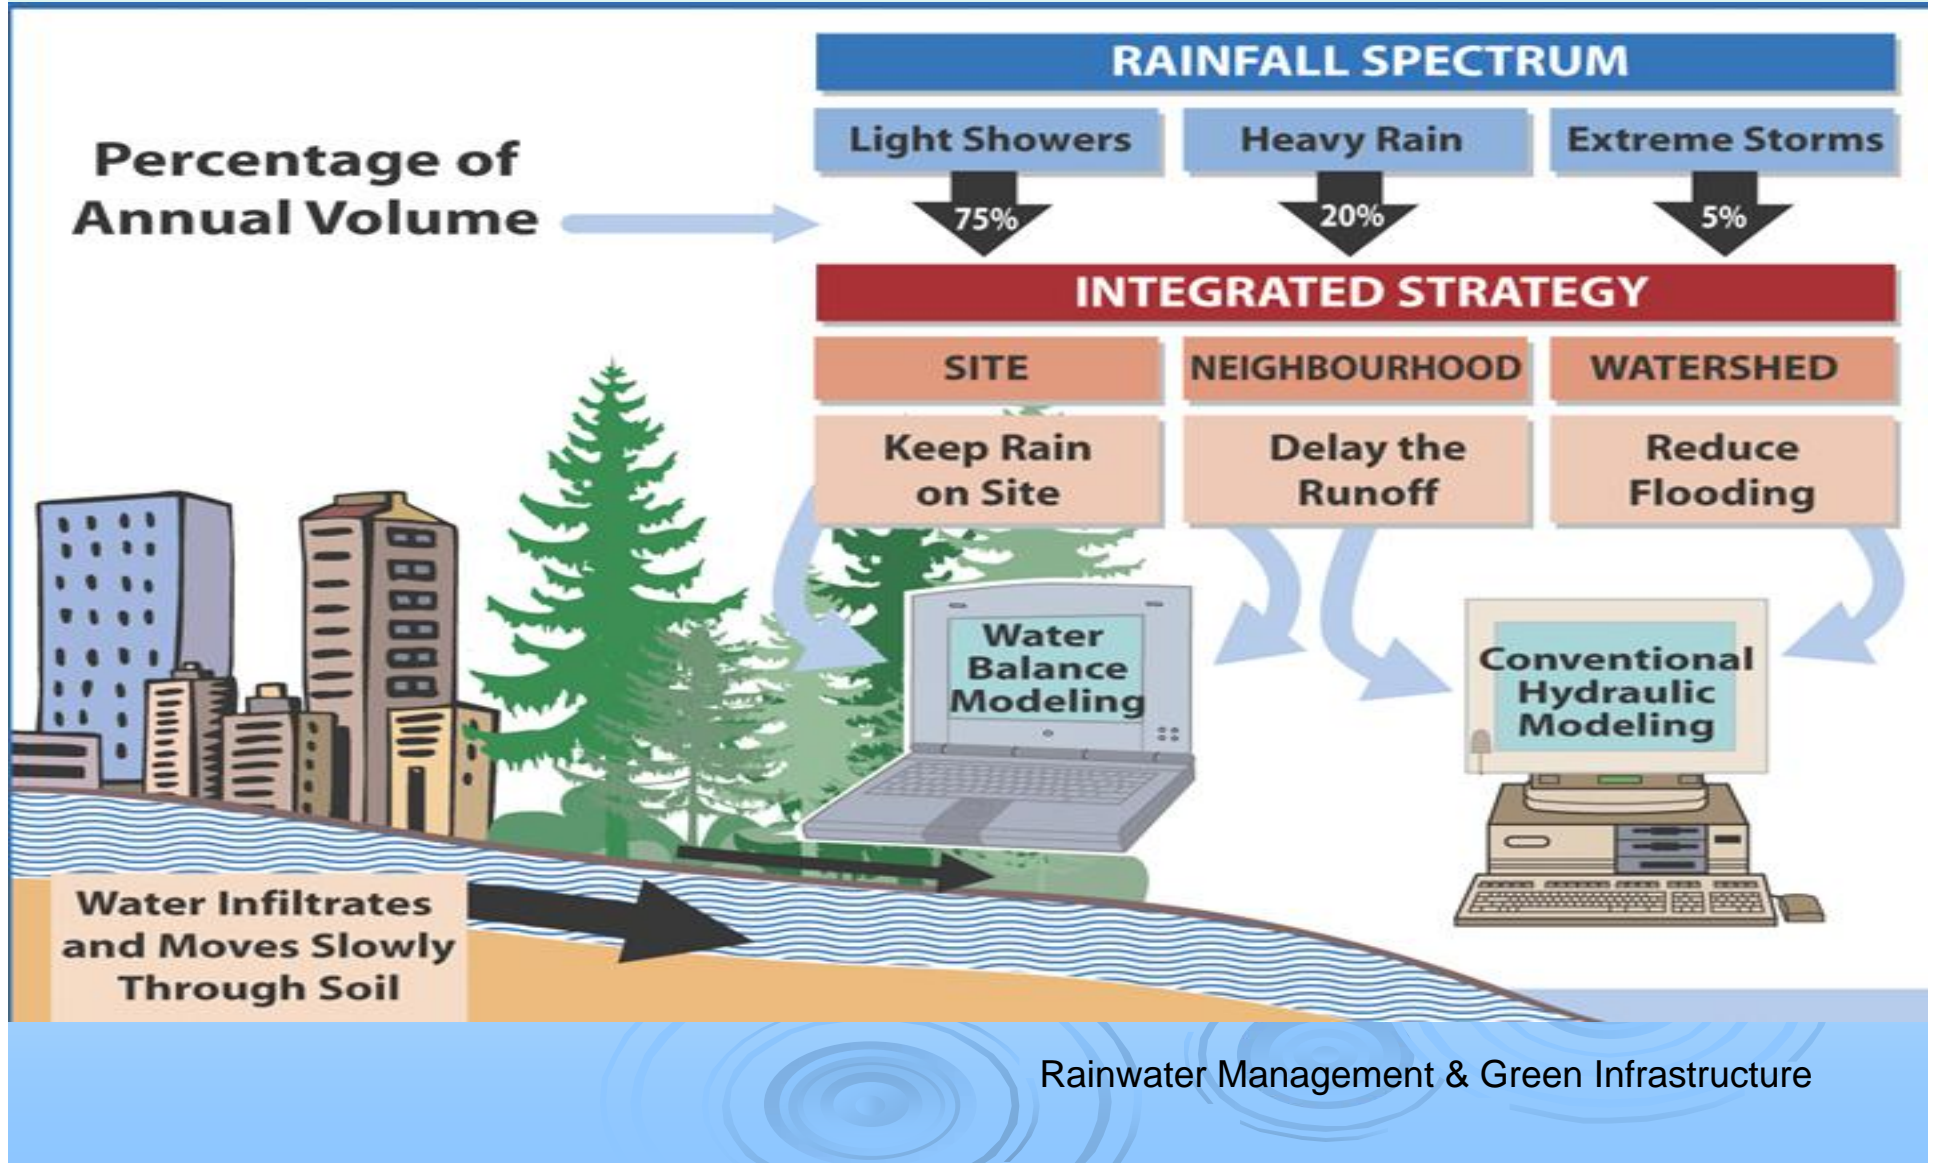 RAINFALL SPECTRUM
Light Showers
Heavy Rain
Extreme Storms
Percentage of
Annual Volume
75%
20%
5%
INTEGRATED STRATEGY
SITE
NEIGHBOURHOOD
WATERSHED
Keep Rain
on Site
Delay the
Runoff
Reduce
Flooding
Water
Balance
Modeling
Conventional
Hydraulic
Modeling
Water Infiltrates
and Moves Slowly
Through Soil
Rainwater Management & Green Infrastructure